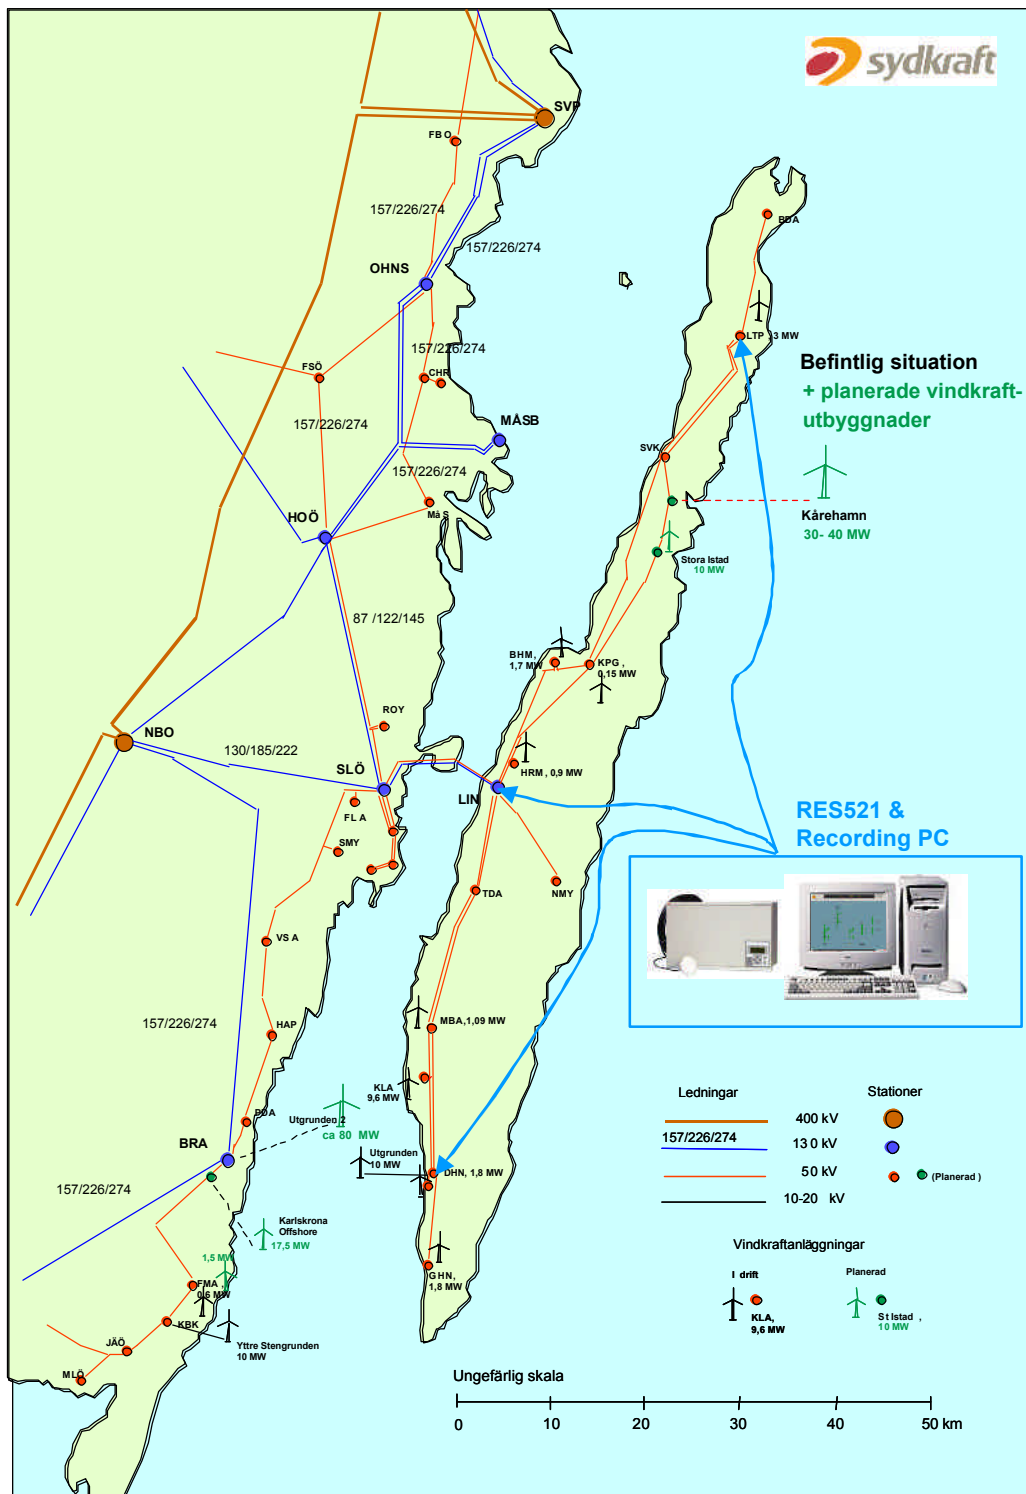 sydkraft
SVP
FBO
BDA
157/226/274
157/226/274
OHNS
LTP , 3 MW
157/226/274
Befintlig situation
FSÖ
CHR
+ planerade vindkraft-
utbyggnader
157/226/274
MÅSB
SVK
157/226/274
MåS
Kårehamn
30- 40 MW
HOÖ
Stora Istad
10 MW
87 /122/145
BHM ,
1,7 MW
KPG ,
0,15 MW
ROY
NBO
130/185/222
SLÖ
HRM , 0,9 MW
LIN
FL A
RES521 &
Recording PC
SMY
TDA
NMY
VS A
157/226/274
HAP
MBA,1,09 MW
KLA
9,6 MW
PDA
Utgrunden 2
ca 80 MW
BRA
Utgrunden
10 MW
DHN, 1,8 MW
157/226/274
Karlskrona
Offshore
17,5 MW
1,5 MW
FMA ,
0,6 MW
GHN,
1,8 MW
KBK
Yttre Stengrunden
10 MW
JÄÖ
MLÖ
Ledningar
Stationer
400 kV
157/226/274
130 kV
50 kV
(Planerad )
10-20 kV
Vindkraftanläggningar
I drift
Planerad
KLA,
9,6 MW
St Istad ,
10 MW
Ungefärlig skala
0 10 20 30 40 50 km